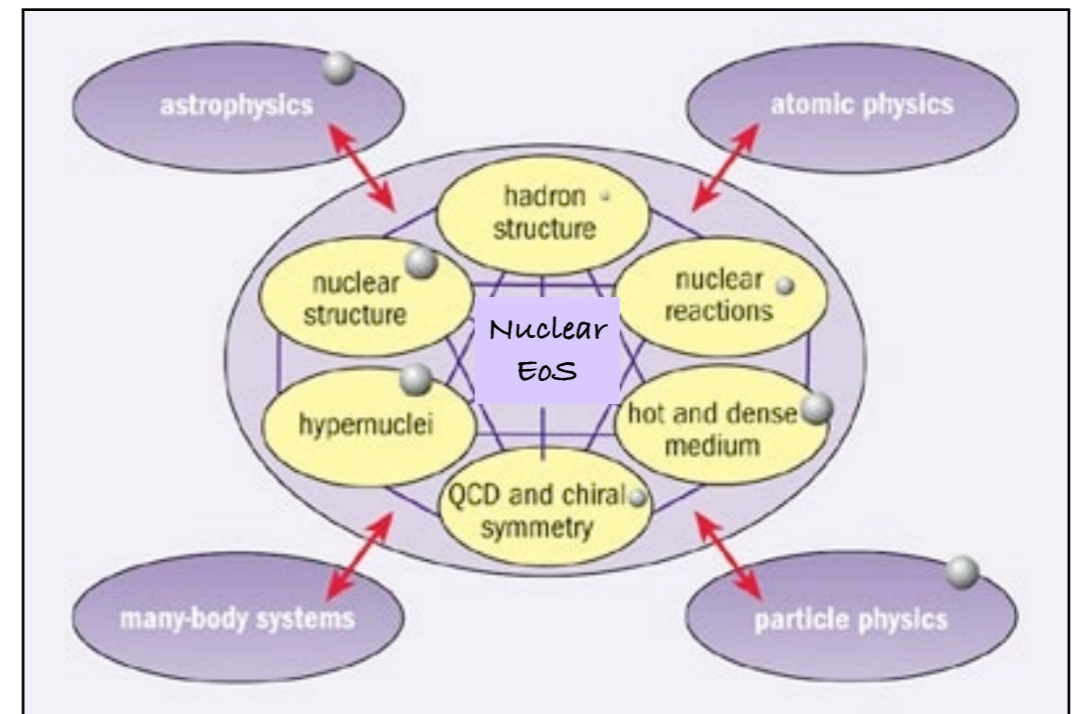 astrophysics
atomic physics
hadron
structure
nuclear
structure
nuclear
reactions
Nuclear
EoS
hypernuclei
hot and dense
medium
QCD and chiral
symmetry
many-body systems
particle physics